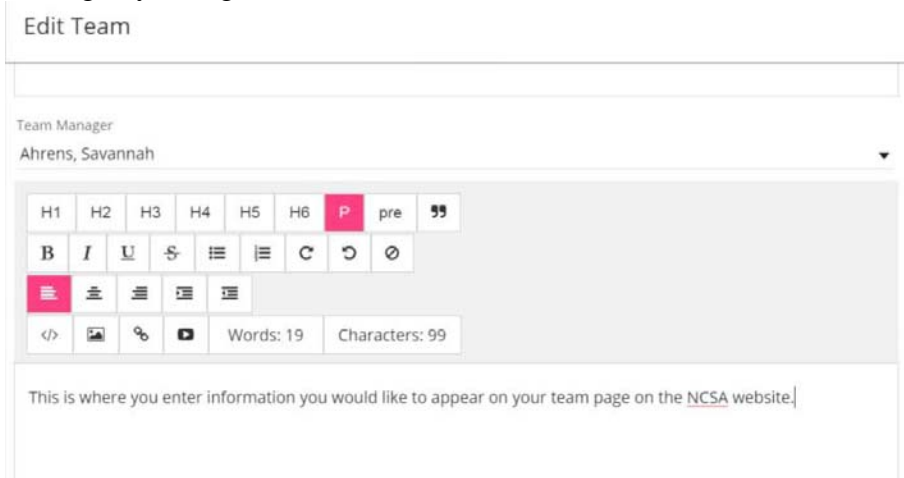 Edit Team
Team Manager
Ahrens, Savannah
H1 H2 H3 H4 H5 H6 P pre
B I U S
</> Words: 19 Characters: 99
This is where you enter information you would like to appear on your team page on the NCSA website.